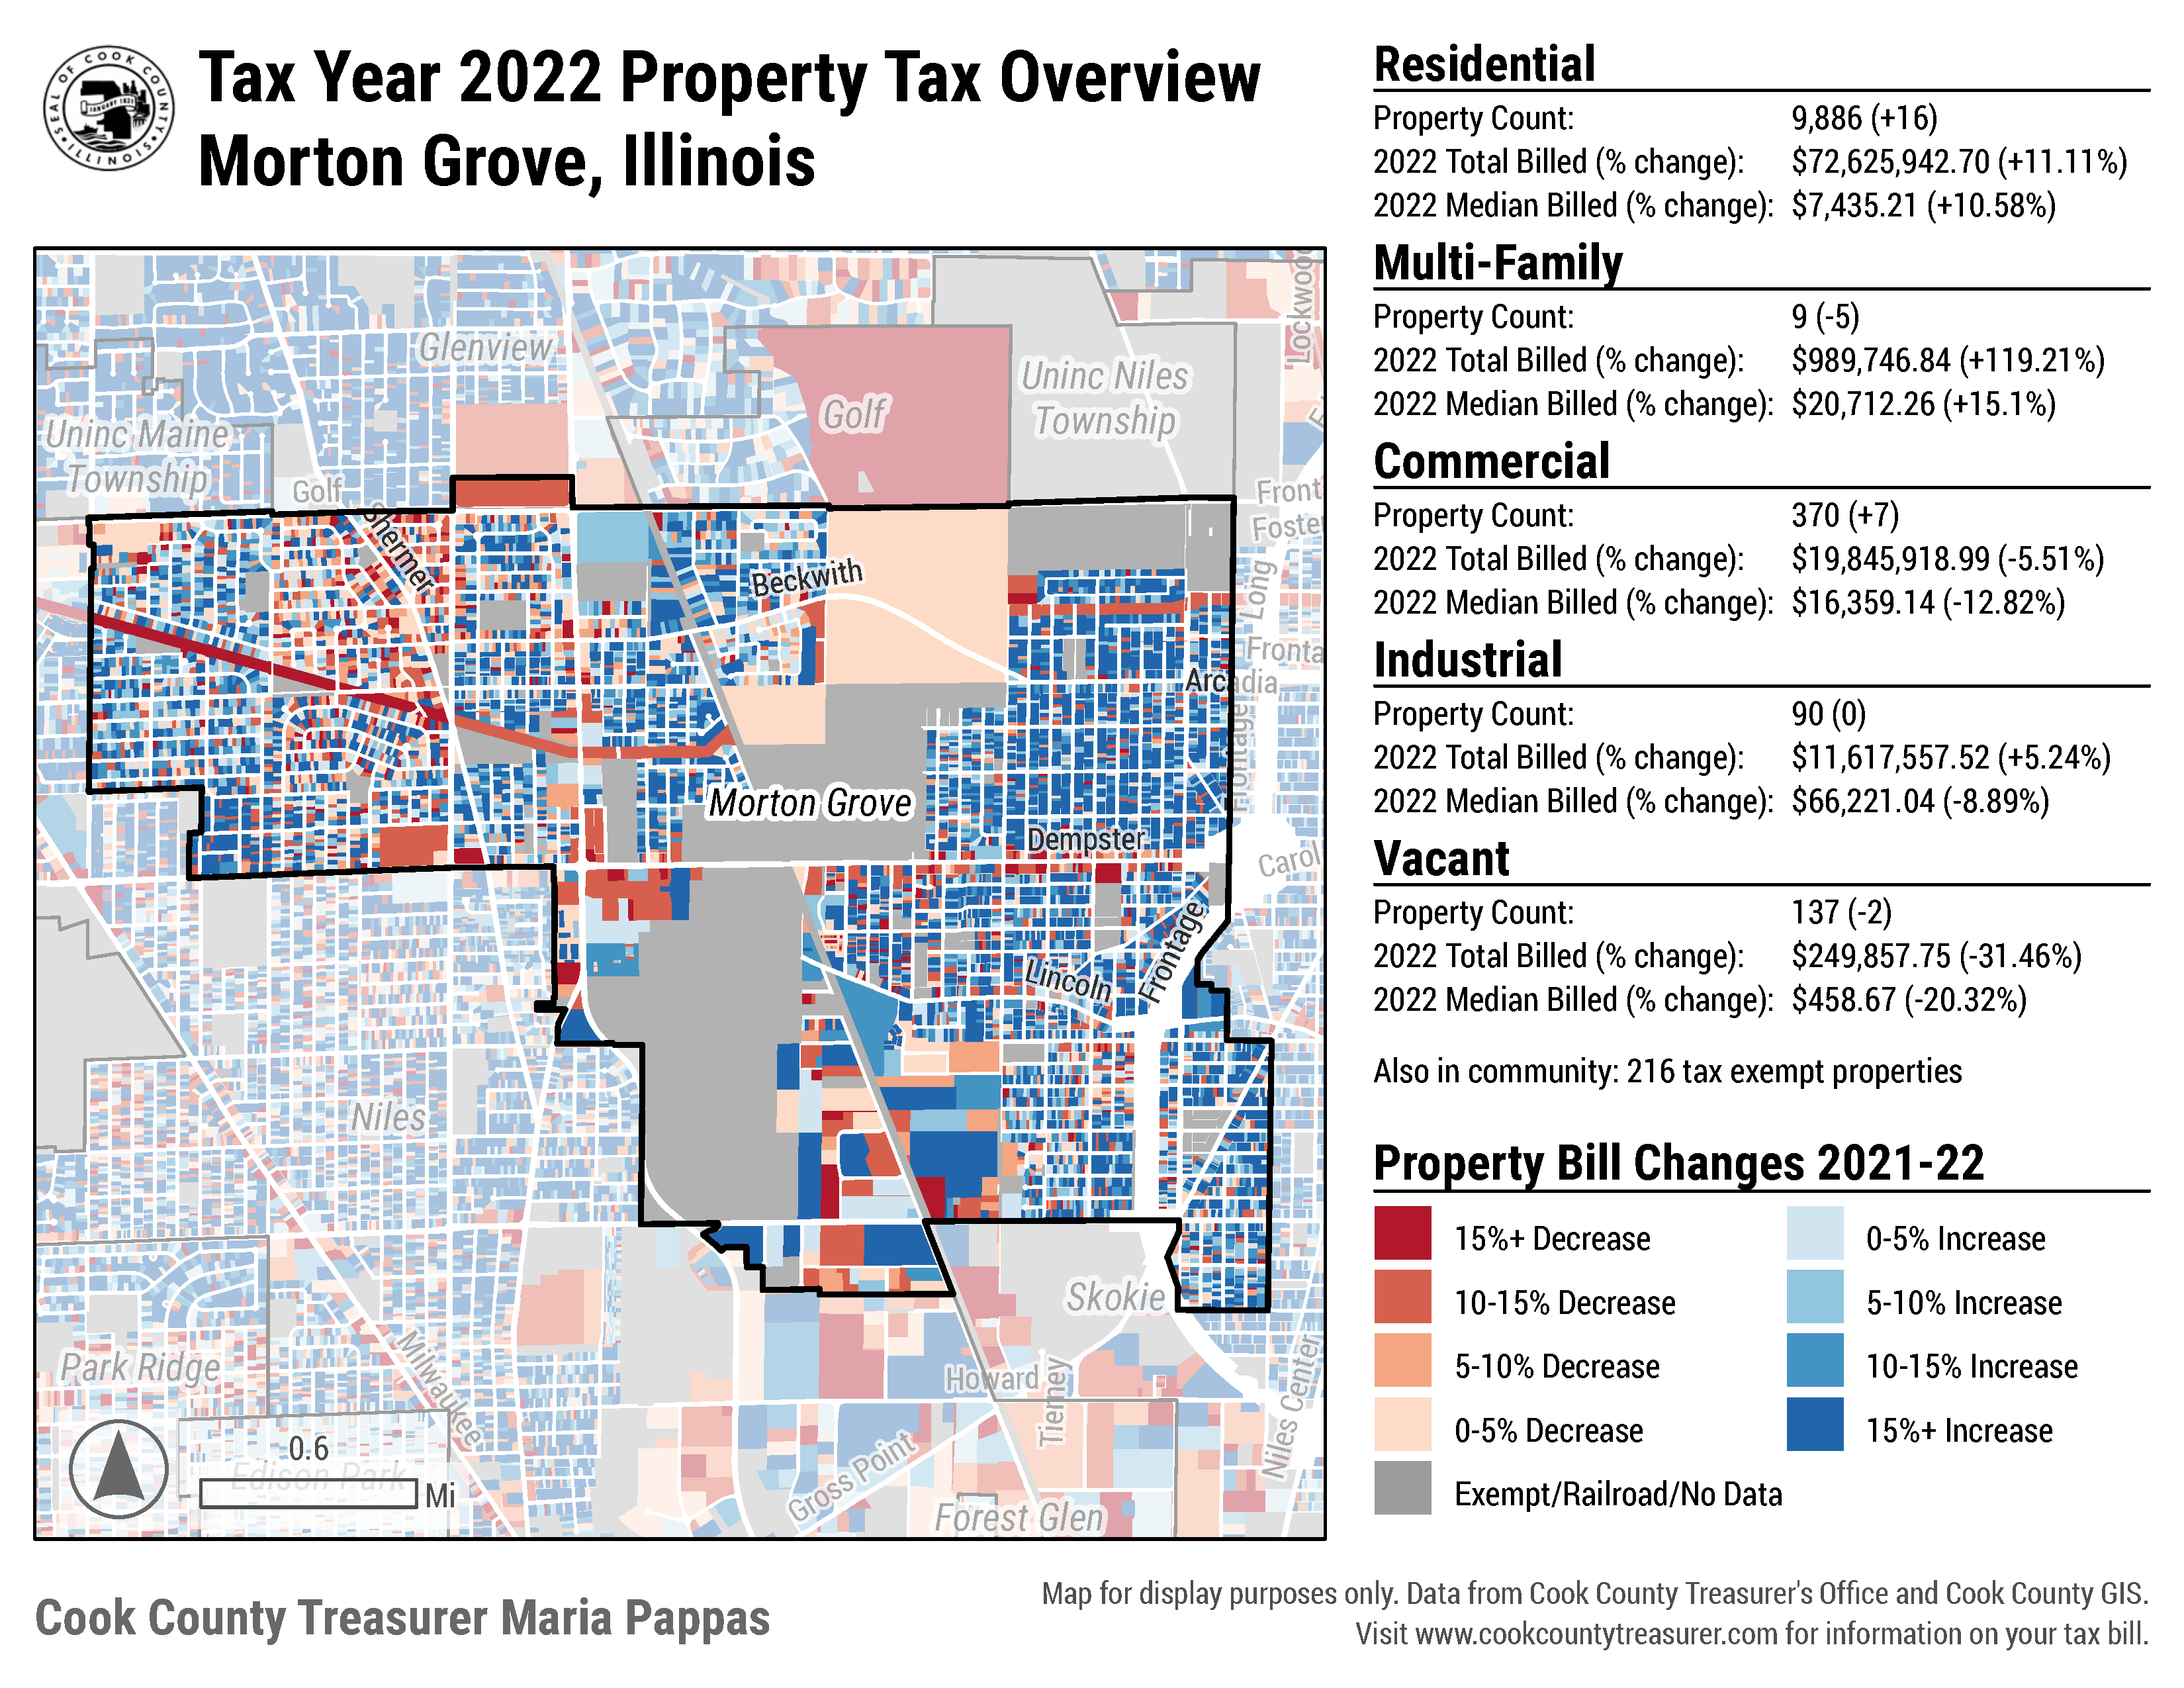 SEAL OF COOK COUNTY
JANUARY 1831
ILLINOIS
Tax Year 2022 Property Tax Overview
Morton Grove, Illinois
Residential
Property Count: 9,886 (+16)
2022 Total Billed (% change): $72,625,942.70 (+11.11%)
2022 Median Billed (% change): $7,435.21 (+10.58%)
Multi-Family
Property Count: 9 (-5)
2022 Total Billed (% change): $989,746.84 (+119.21%)
2022 Median Billed (% change): $20,712.26 (+15.1%)
Commercial
Property Count: 370 (+7)
2022 Total Billed (% change): $19,845,918.99 (-5.51%)
2022 Median Billed (% change): $16,359.14 (-12.82%)
Industrial
Property Count: 90 (0)
2022 Total Billed (% change): $11,617,557.52 (+5.24%)
2022 Median Billed (% change): $66,221.04 (-8.89%)
Vacant
Property Count: 137 (-2)
2022 Total Billed (% change): $249,857.75 (-31.46%)
2022 Median Billed (% change): $458.67 (-20.32%)
Also in community: 216 tax exempt properties
Property Bill Changes 2021-22
15%+ Decrease
10-15% Decrease
5-10% Decrease
0-5% Decrease
Exempt/Railroad/No Data
0-5% Increase
5-10% Increase
10-15% Increase
15%+ Increase
Lockwoo
Glenview
Uninc Niles
Township
Golf
Uninc Maine
Township
Golf
Shermer
Front
Foste
Beckwith
Long
Fronta
Arcadia
Frontage
Morton Grove
Dempster
Carol
Frontage
Lincoln
Niles
Skokie
Park Ridge
Milwaukee
Howard
Tierney
Niles Center
Gross Point
Forest Glen
Edison Park
0.6
Mi
Cook County Treasurer Maria Pappas
Map for display purposes only. Data from Cook County Treasurer's Office and Cook County GIS.
Visit www.cookcountytreasurer.com for information on your tax bill.